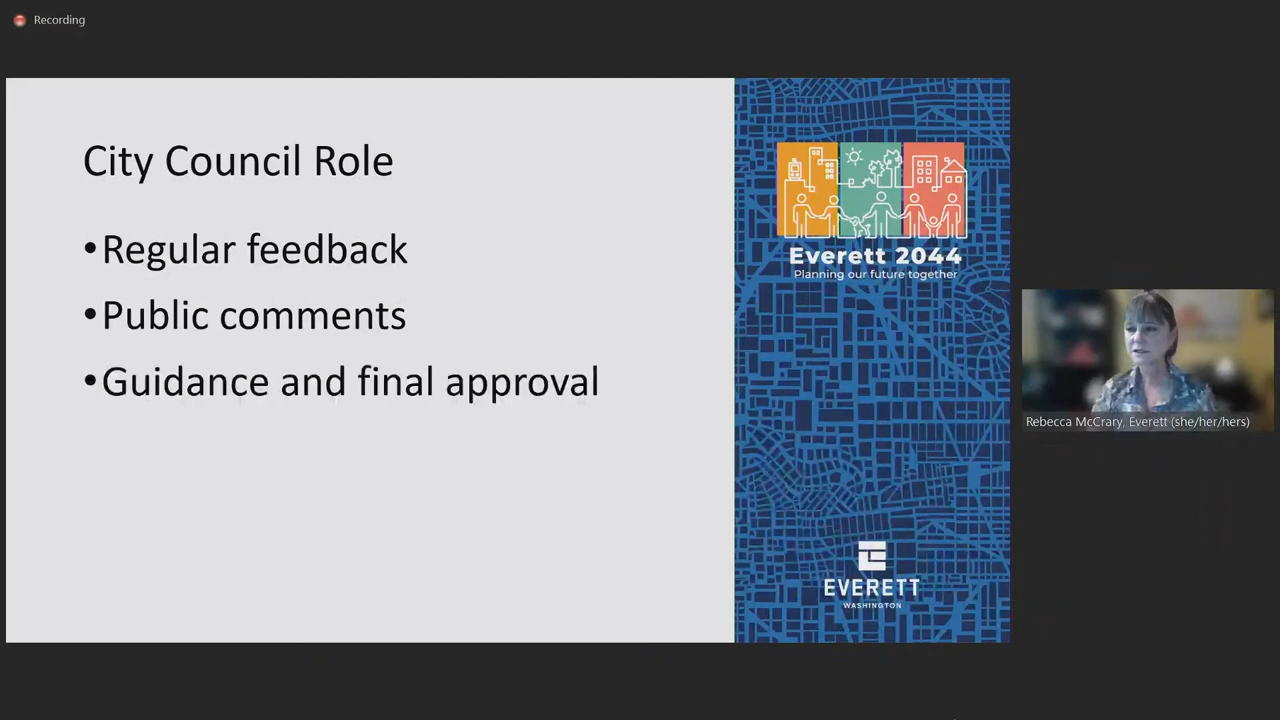 Recording
City Council Role
•Regular feedback
•Public comments
•Guidance and final approval
Everett 2044
Planning our future together
EVERETT
WASHINGTON
Rebecca McCrary, Everett (she/her/hers)